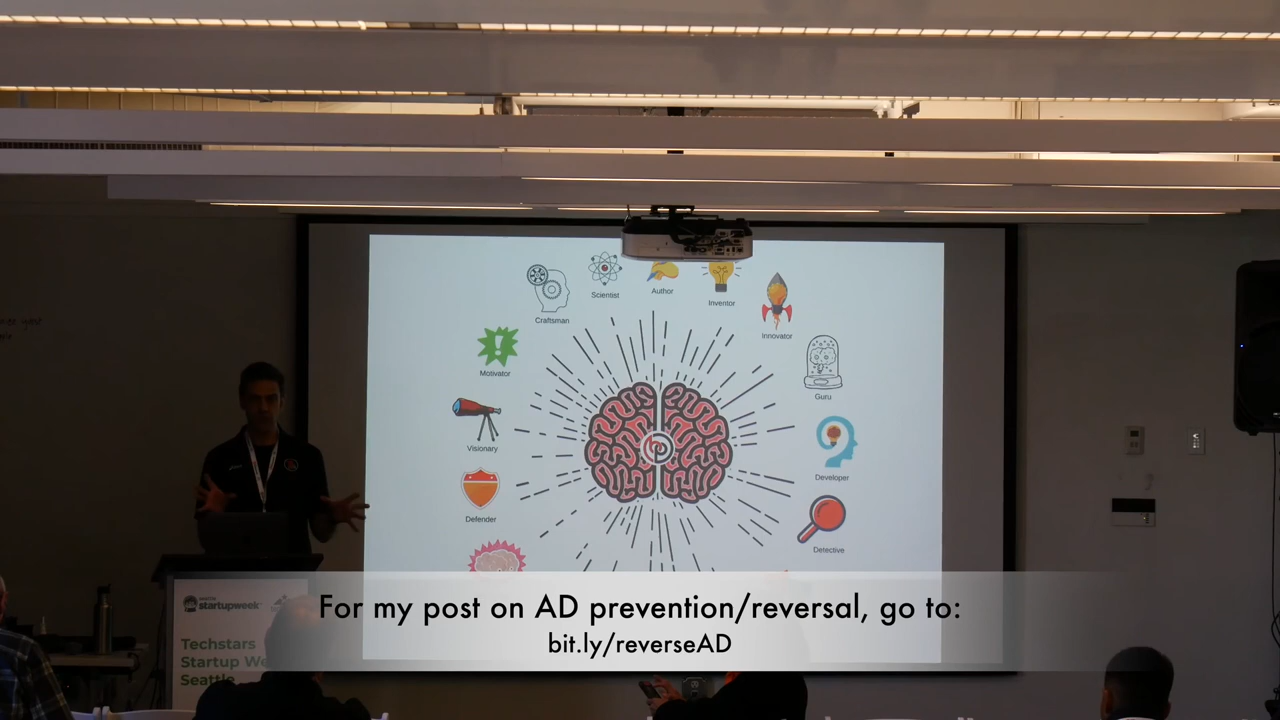 Scientist
Author
Inventor
Craftsman
Innovator
Motivator
Guru
Visionary
Developer
Defender
Detective
startupweek
Techstars
Startup We
Seattle
For my post on AD prevention/reversal, go to:
bit.ly/reverseAD